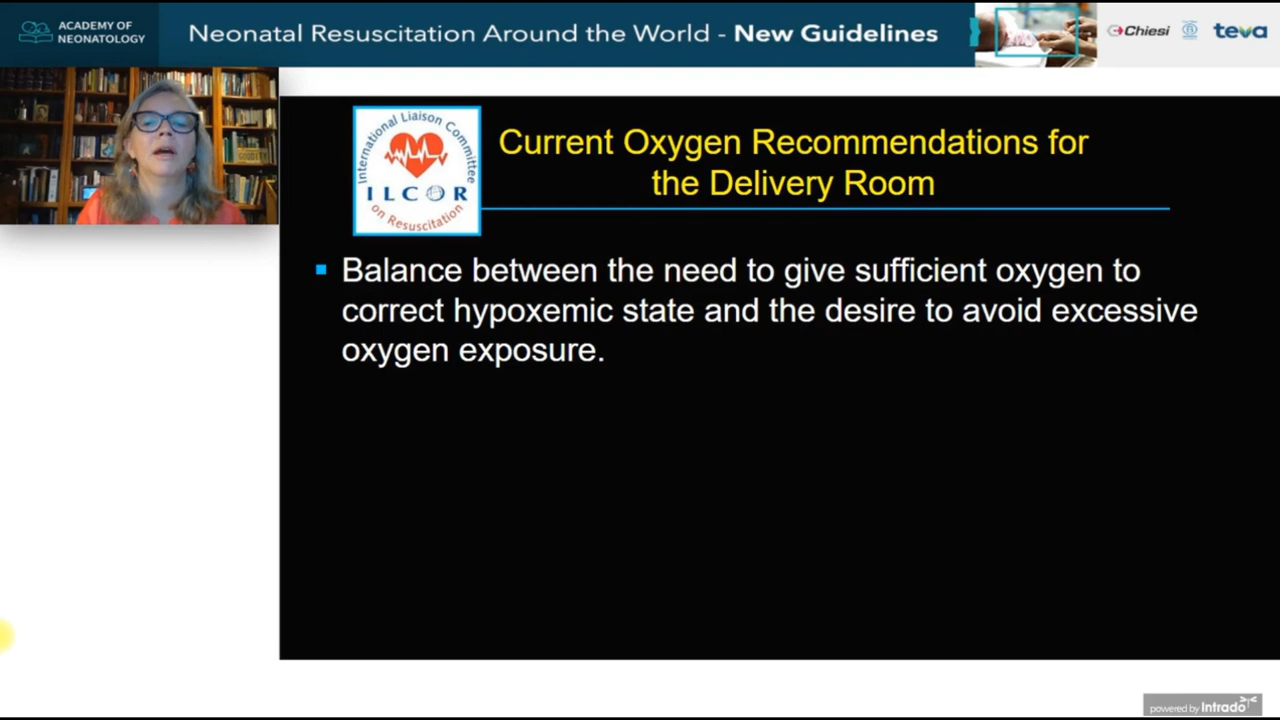 ACADEMY OF
NEONATOLOGY
Neonatal Resuscitation Around the World - New Guidelines
Chiesi
teva
International Liaison Committee
ILCOR
on Resuscitation
Current Oxygen Recommendations for
the Delivery Room
Balance between the need to give sufficient oxygen to
correct hypoxemic state and the desire to avoid excessive
oxygen exposure.
powered by Intrado